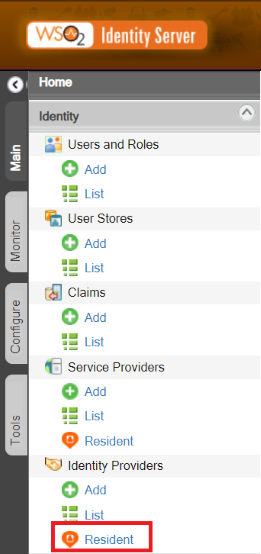 WSO2 Identity Server
Home
Identity
Users and Roles
Add
List
User Stores
Add
List
Claims
Add
List
Service Providers
Add
List
Resident
Identity Providers
Add
List
Resident
Main
Monitor
Configure
Tools